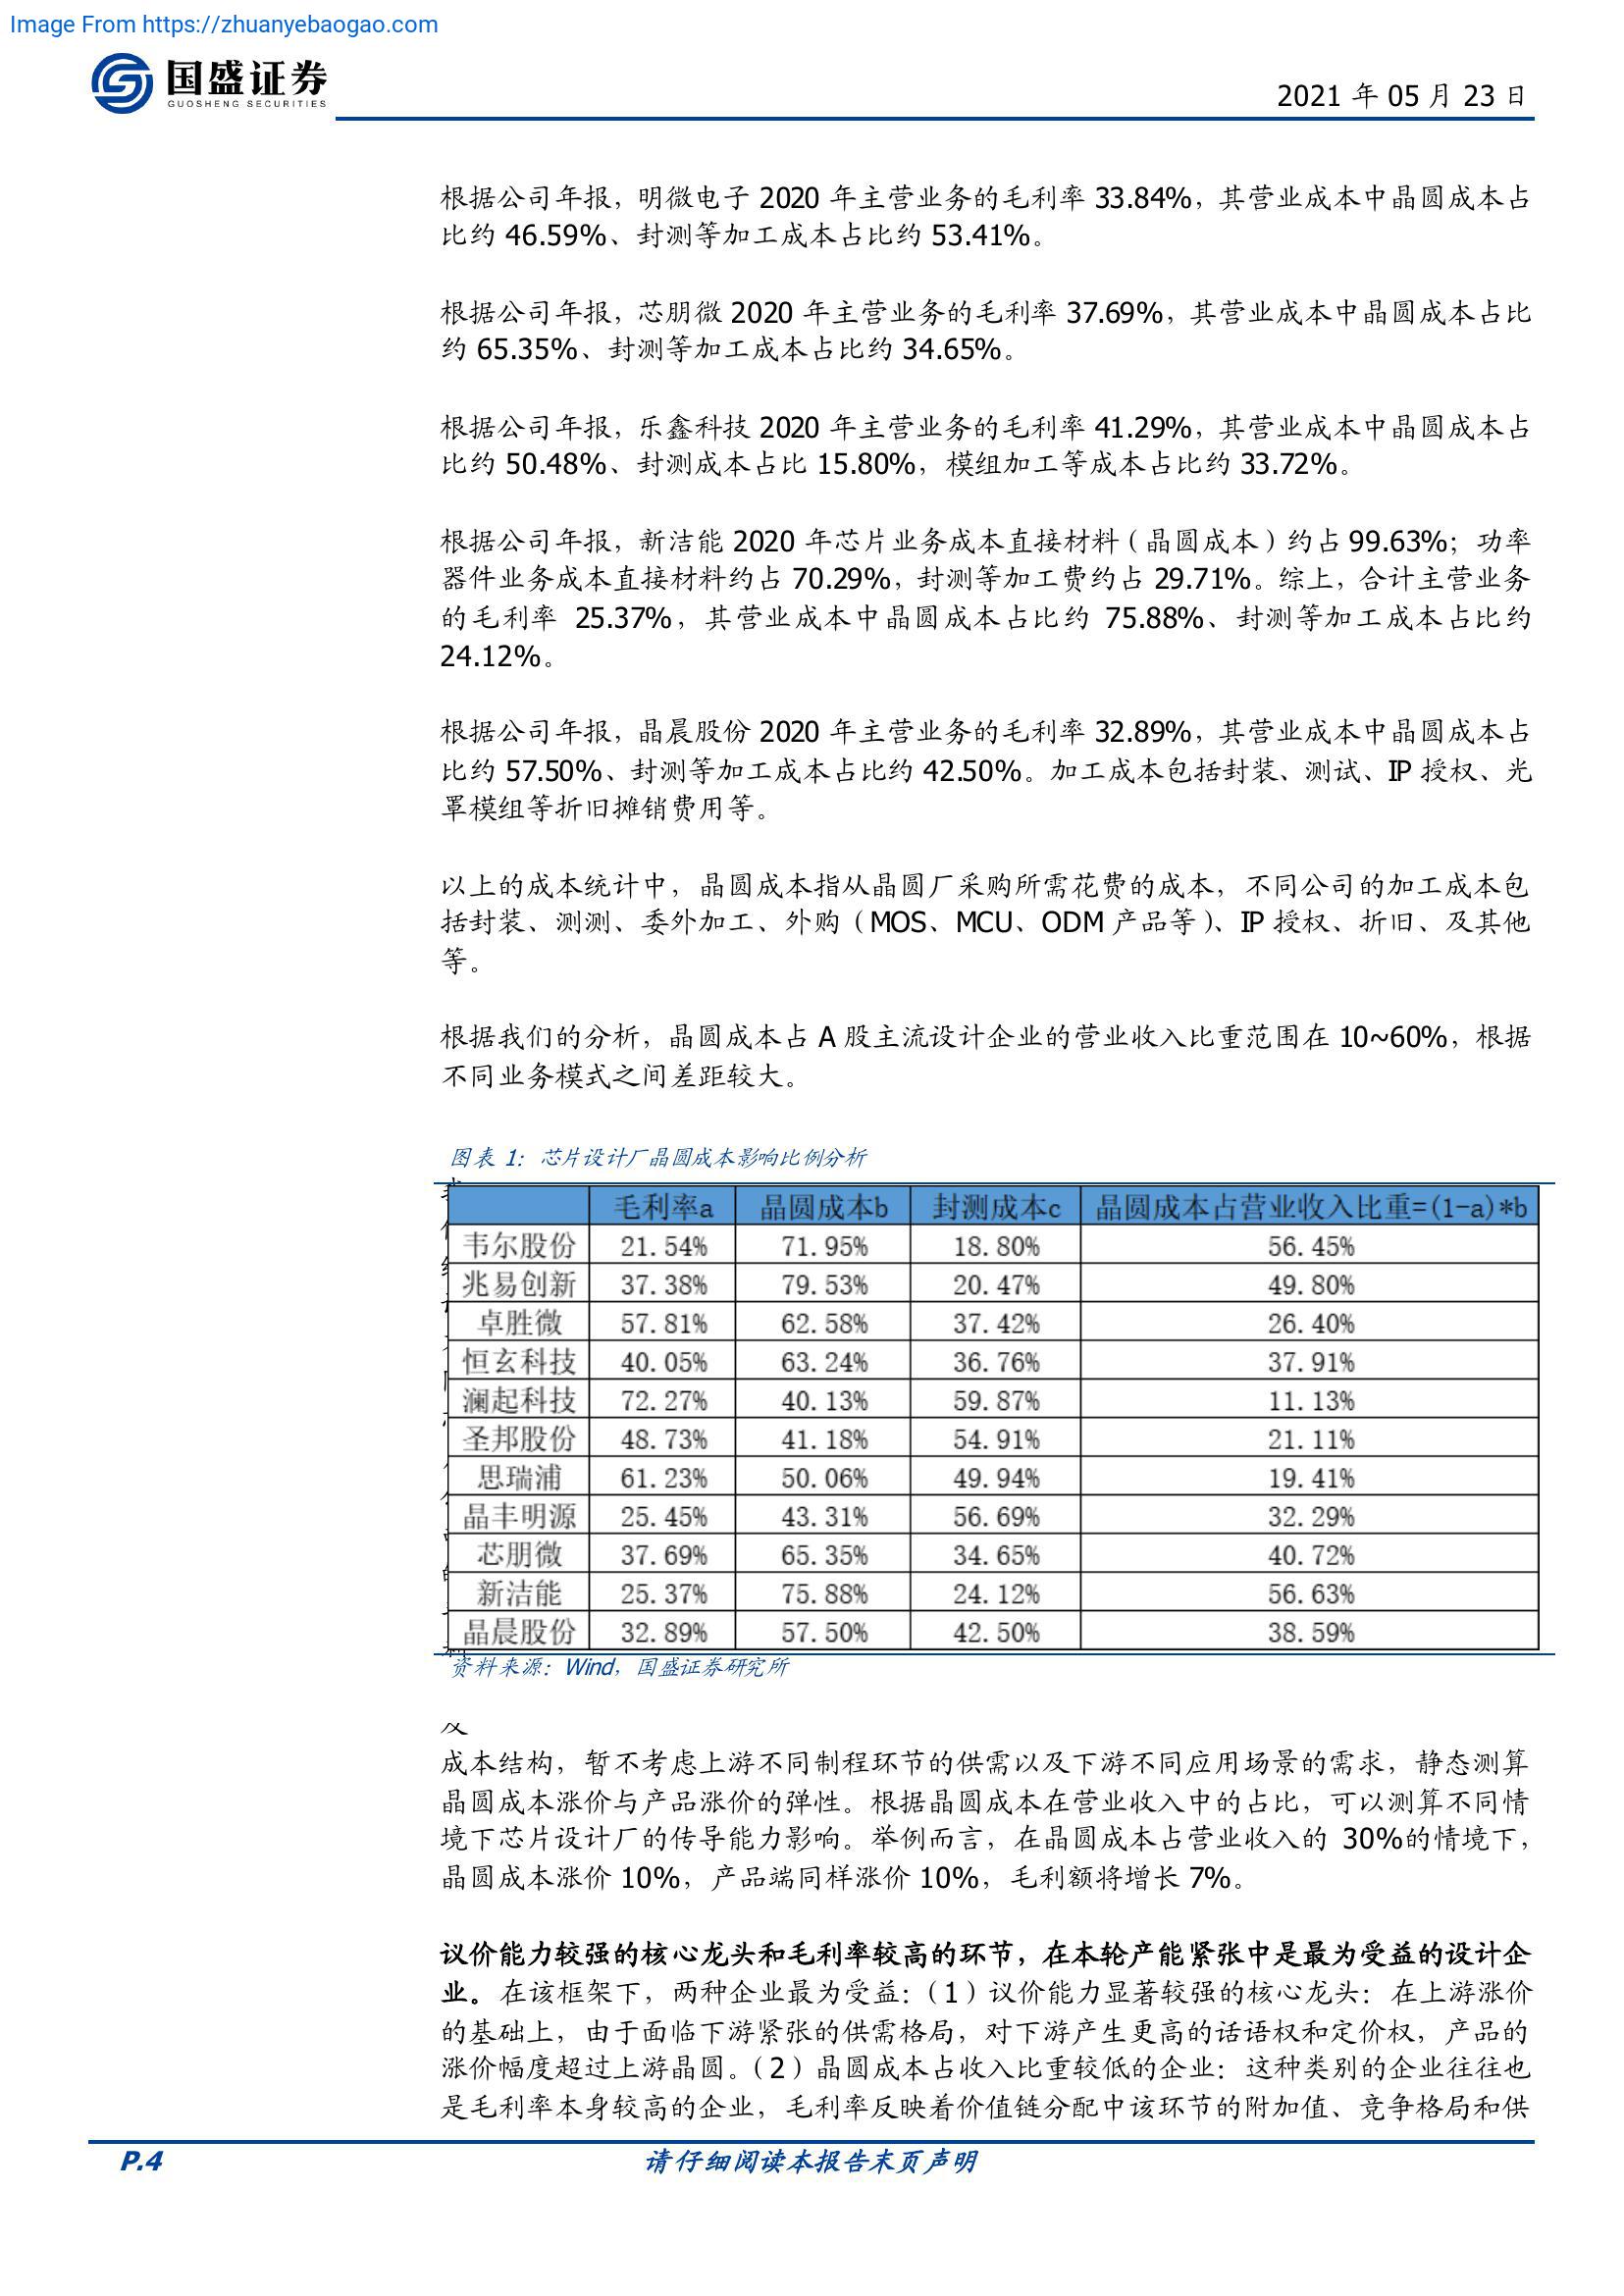 Image From https://zhuanyebaogao.com
国盛证券
GUOSHENG SECURITIES
2021 年 05 月 23 日
根据公司年报，明微电子 2020 年主营业务的毛利率 33.84%，其营业成本中晶圆成本占
比约 46.59%、封测等加工成本占比约 53.41%。
根据公司年报，芯朋微 2020 年主营业务的毛利率 37.69%，其营业成本中晶圆成本占比
约 65.35%、封测等加工成本占比约 34.65%。
根据公司年报，乐鑫科技 2020 年主营业务的毛利率 41.29%，其营业成本中晶圆成本占
比约 50.48%、封测成本占比 15.80%，模组加工等成本占比约 33.72%。
根据公司年报，新洁能 2020 年芯片业务成本直接材料（晶圆成本）约占 99.63%；功率
器件业务成本直接材料约占 70.29%，封测等加工费约占 29.71%。综上，合计主营业务
的毛利率 25.37%，其营业成本中晶圆成本占比约 75.88%、封测等加工成本占比约
24.12%。
根据公司年报，晶晨股份 2020 年主营业务的毛利率 32.89%，其营业成本中晶圆成本占
比约 57.50%、封测等加工成本占比约 42.50%。加工成本包括封装、测试、IP 授权、光
罩模组等折旧摊销费用等。
以上的成本统计中，晶圆成本指从晶圆厂采购所需花费的成本，不同公司的加工成本包
括封装、测测、委外加工、外购（MOS、MCU、ODM 产品等）、IP 授权、折旧、及其他
等。
根据我们的分析，晶圆成本占 A 股主流设计企业的营业收入比重范围在 10~60%，根据
不同业务模式之间差距较大。
图表 1：芯片设计厂晶圆成本影响比例分析
毛利率a 晶圆成本b 封测成本c 晶圆成本占营业收入比重=(1-a)*b
韦尔股份 21.54% 71.95% 18.80% 56.45%
兆易创新 37.38% 79.53% 20.47% 49.80%
卓胜微 57.81% 62.58% 37.42% 26.40%
恒玄科技 40.05% 63.24% 36.76% 37.91%
澜起科技 72.27% 40.13% 59.87% 11.13%
圣邦股份 48.73% 41.18% 54.91% 21.11%
思瑞浦 61.23% 50.06% 49.94% 19.41%
晶丰明源 25.45% 43.31% 56.69% 32.29%
芯朋微 37.69% 65.35% 34.65% 40.72%
新洁能 25.37% 75.88% 24.12% 56.63%
晶晨股份 32.89% 57.50% 42.50% 38.59%
资料来源：Wind，国盛证券研究所
成本结构，暂不考虑上游不同制程环节的供需以及下游不同应用场景的需求，静态测算
晶圆成本涨价与产品涨价的弹性。根据晶圆成本在营业收入中的占比，可以测算不同情
境下芯片设计厂的传导能力影响。举例而言，在晶圆成本占营业收入的 30%的情境下，
晶圆成本涨价 10%，产品端同样涨价 10%，毛利额将增长 7%。
议价能力较强的核心龙头和毛利率较高的环节，在本轮产能紧张中是最为受益的设计企
业。在该框架下，两种企业最为受益：（1）议价能力显著较强的核心龙头：在上游涨价
的基础上，由于面临下游紧张的供需格局，对下游产生更高的话语权和定价权，产品的
涨价幅度超过上游晶圆。（2）晶圆成本占收入比重较低的企业：这种类别的企业往往也
是毛利率本身较高的企业，毛利率反映着价值链分配中该环节的附加值、竞争格局和供
P.4
请仔细阅读本报告末页声明